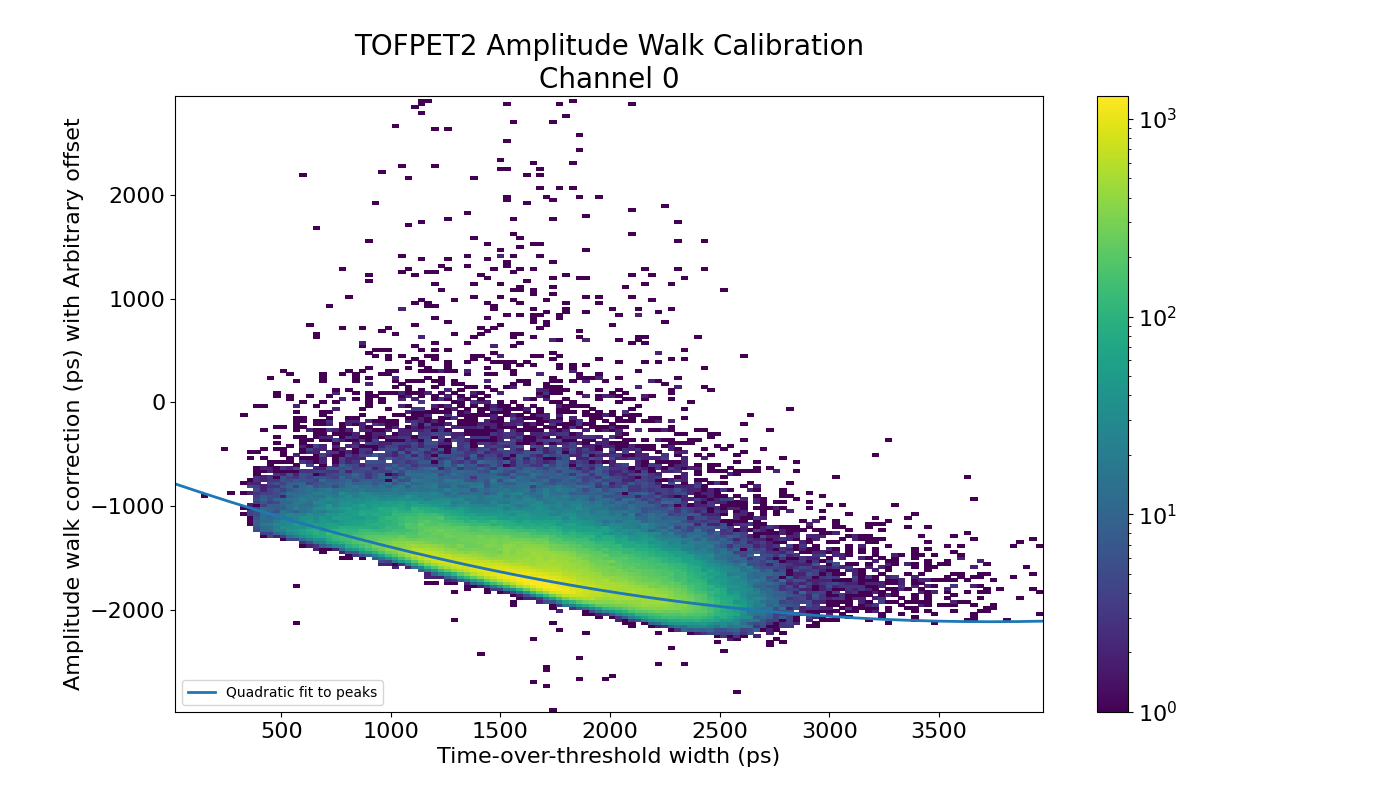 TOFPET2 Amplitude Walk Calibration
Channel 0
Amplitude walk correction (ps) with Arbitrary offset
2000
1000
0
−1000
−2000
Quadratic fit to peaks
500 1000 1500 2000 2500 3000 3500
Time-over-threshold width (ps)
10³
10²
10¹
10⁰